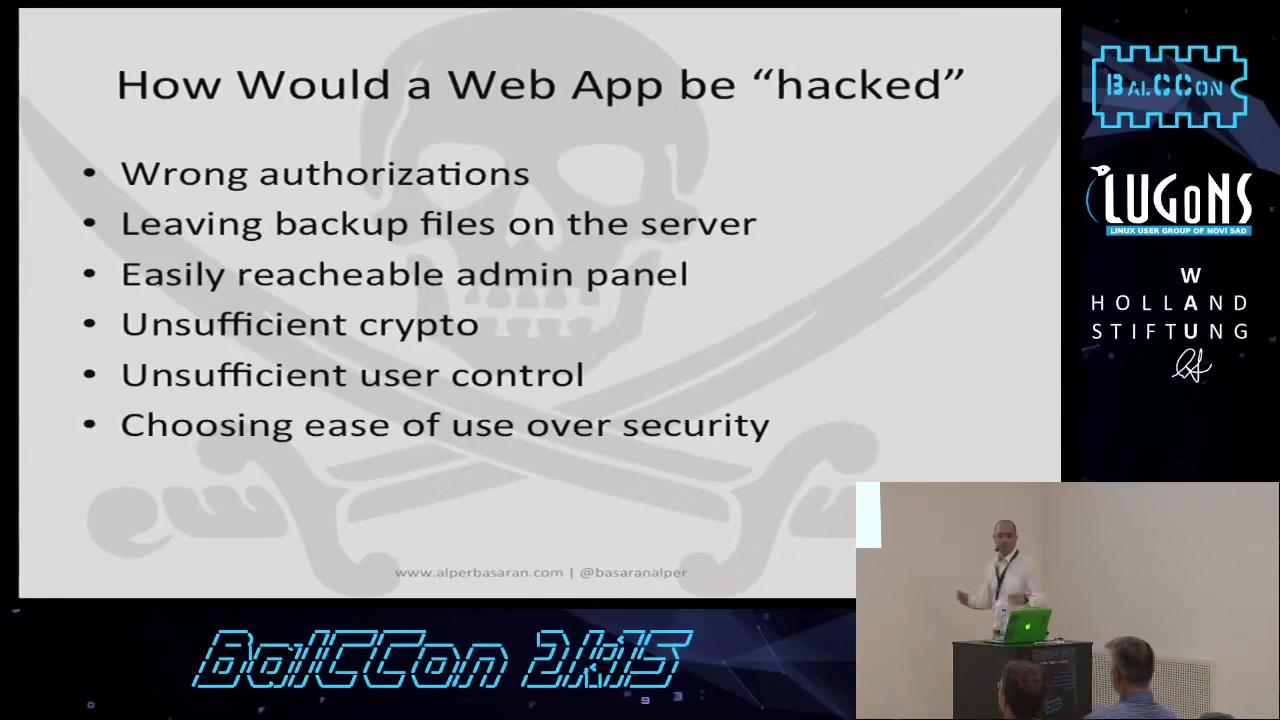 How Would a Web App be “hacked”
• Wrong authorizations
• Leaving backup files on the server
• Easily reacheable admin panel
• Unsufficient crypto
• Unsufficient user control
• Choosing ease of use over security
www.alperbasaran.com | @basaranalper
BALCCON
LUGoNS
LINUX USER GROUP OF NOVI SAD
W
HOLLAND
STIFTUNG
BalCCon 2k15